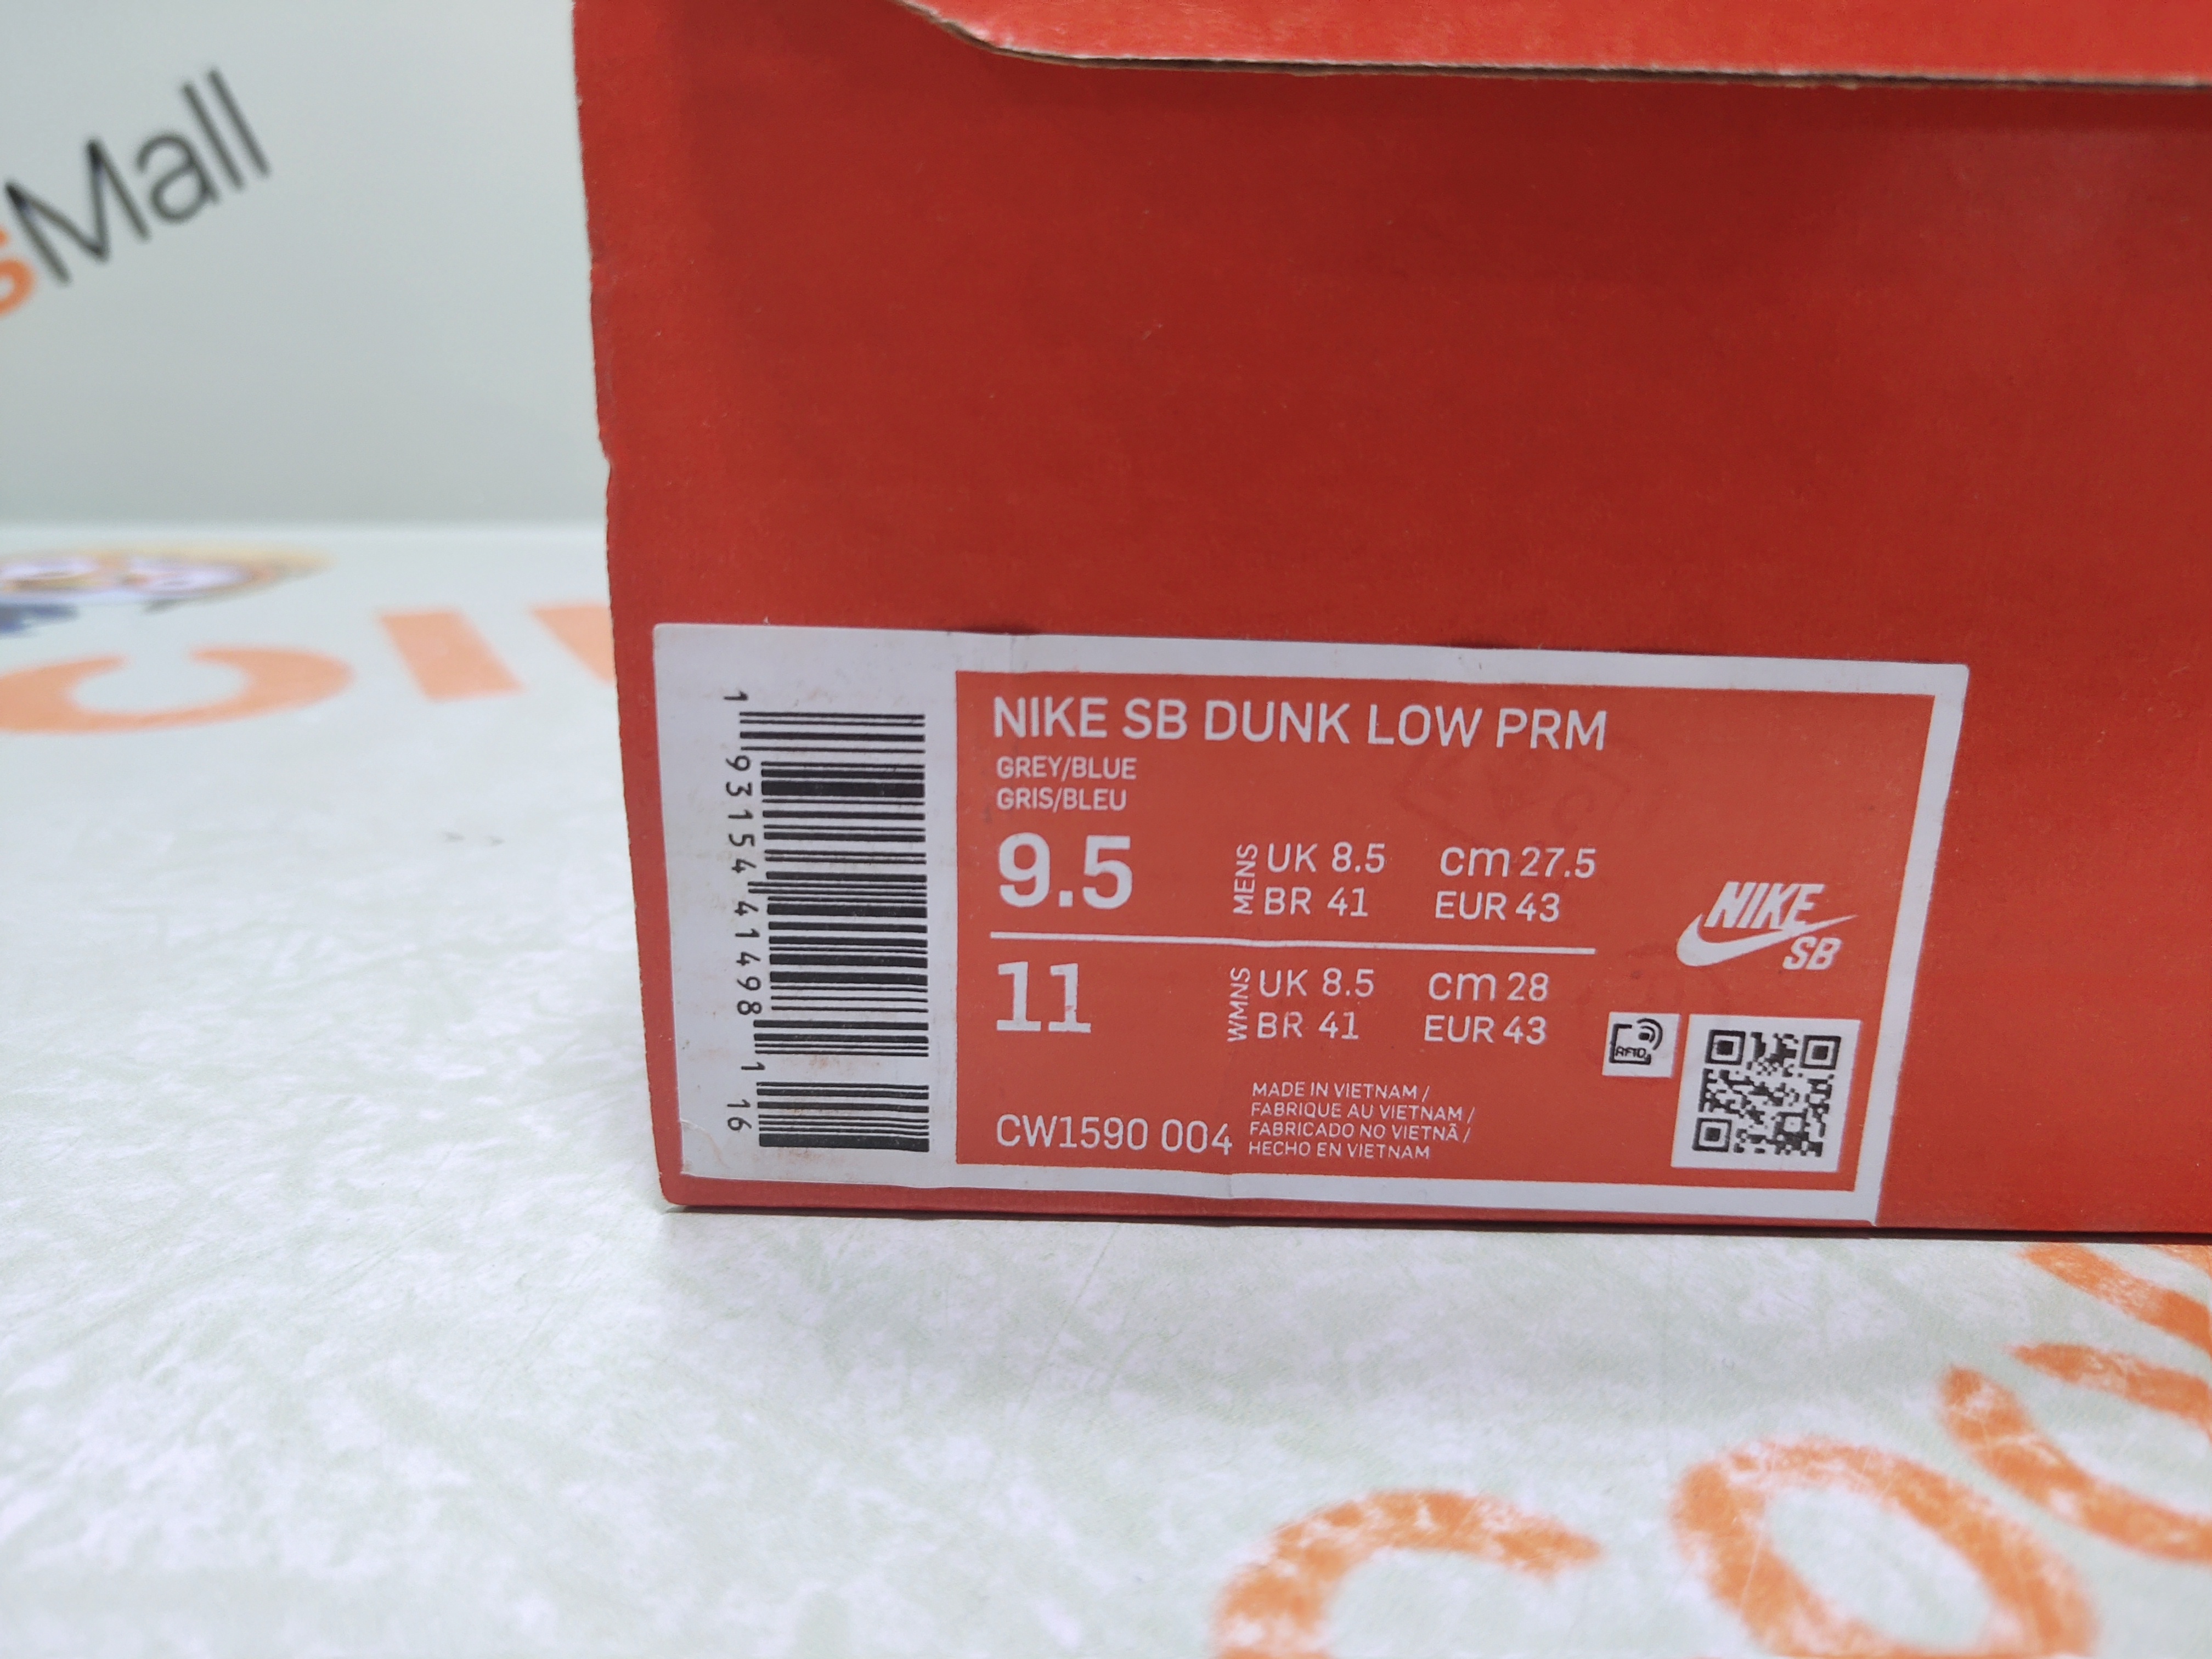 sMall
NIKE SB DUNK LOW PRM
GREY/BLUE
GRIS/BLEU
9.5
MENS
UK 8.5 cm 27.5
BR 41 EUR 43
11
WMNS
UK 8.5 cm 28
BR 41 EUR 43
NIKE
SB
RFID
CW1590 004
MADE IN VIETNAM /
FABRIQUE AU VIETNAM /
FABRICADO NO VIETNÃ /
HECHO EN VIETNAM
1 93154 41498 1 16
coo